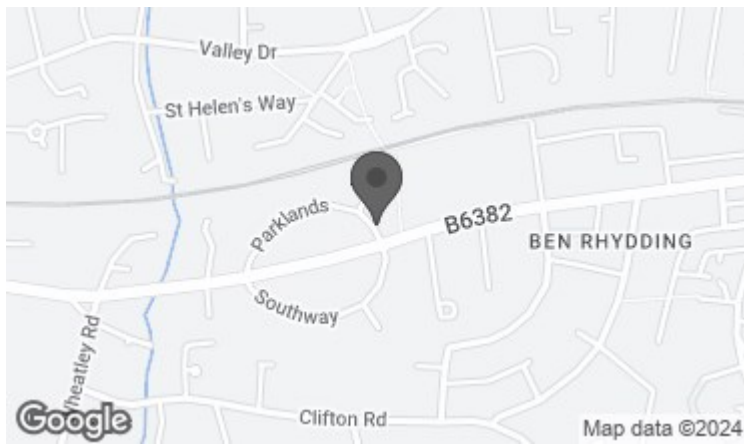 Valley Dr
St Helen's Way
Parklands
B6382
BEN RHYDDING
Southway
Wheatley Rd
Clifton Rd
Google
Map data ©2024